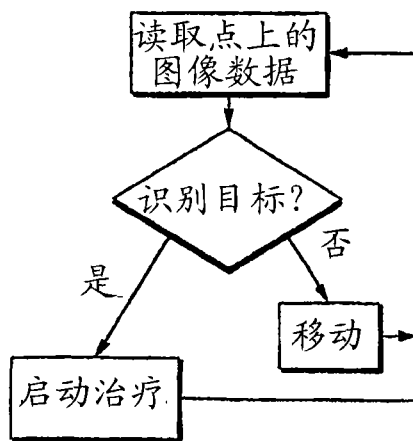 读取点上的
图像数据
识别目标?
否
是
移动
启动治疗